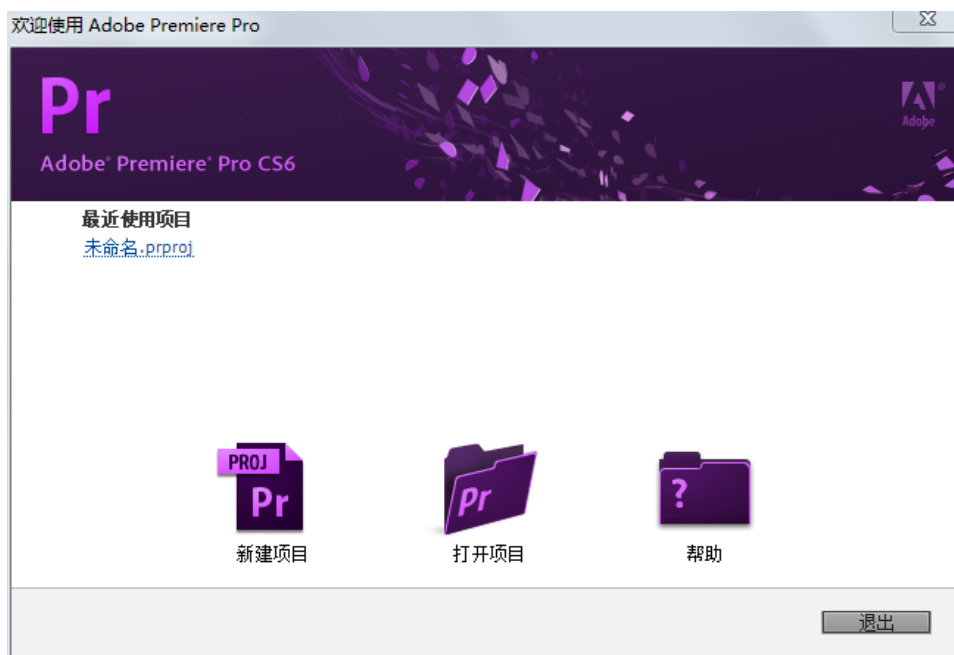 欢迎使用 Adobe Premiere Pro
Pr
Adobe® Premiere® Pro CS6
Adobe®
最近使用项目
未命名.prproj
PROJ
Pr
Pr
?
新建项目
打开项目
帮助
退出